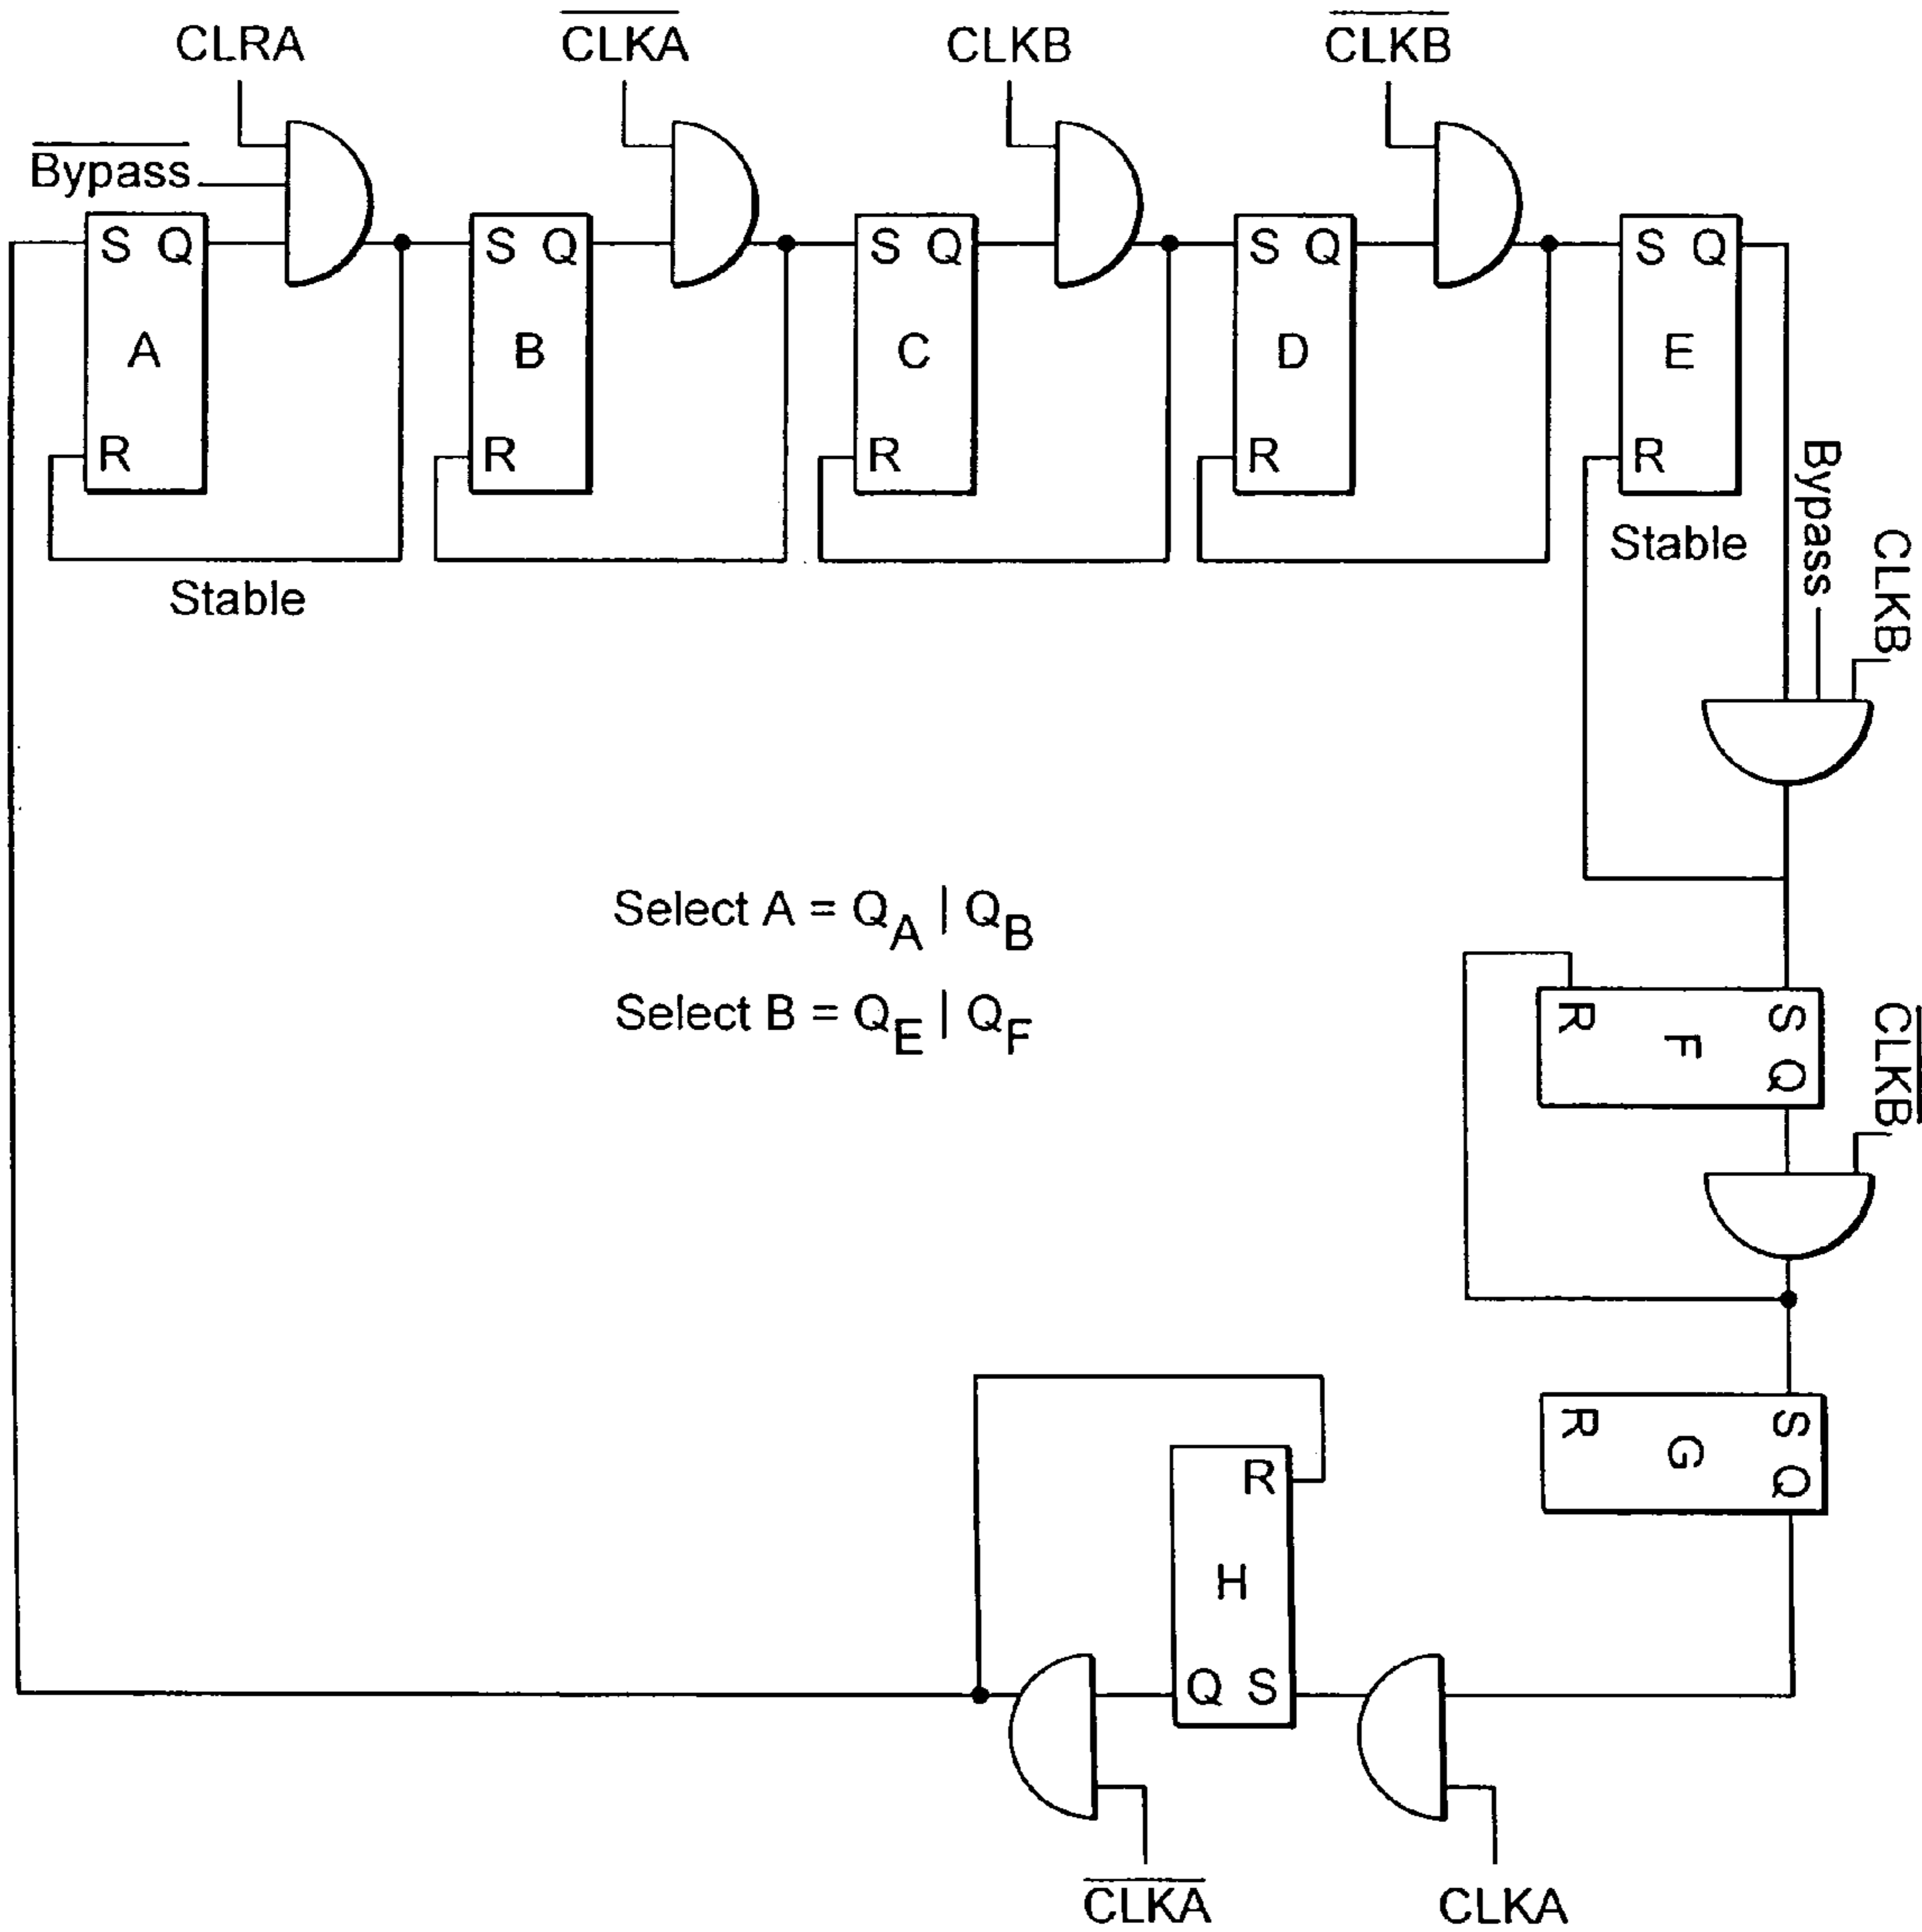 CLRA
CLKA
CLKB
CLKB
Bypass
S Q
A
R
S Q
B
R
S Q
C
R
S Q
D
R
S Q
E
R
Stable
Stable
Bypass
CLKB
Select A = QA | QB
Select B = QE | QF
S Q
F
R
CLKB
S Q
G
R
R
H
Q S
CLKA
CLKA